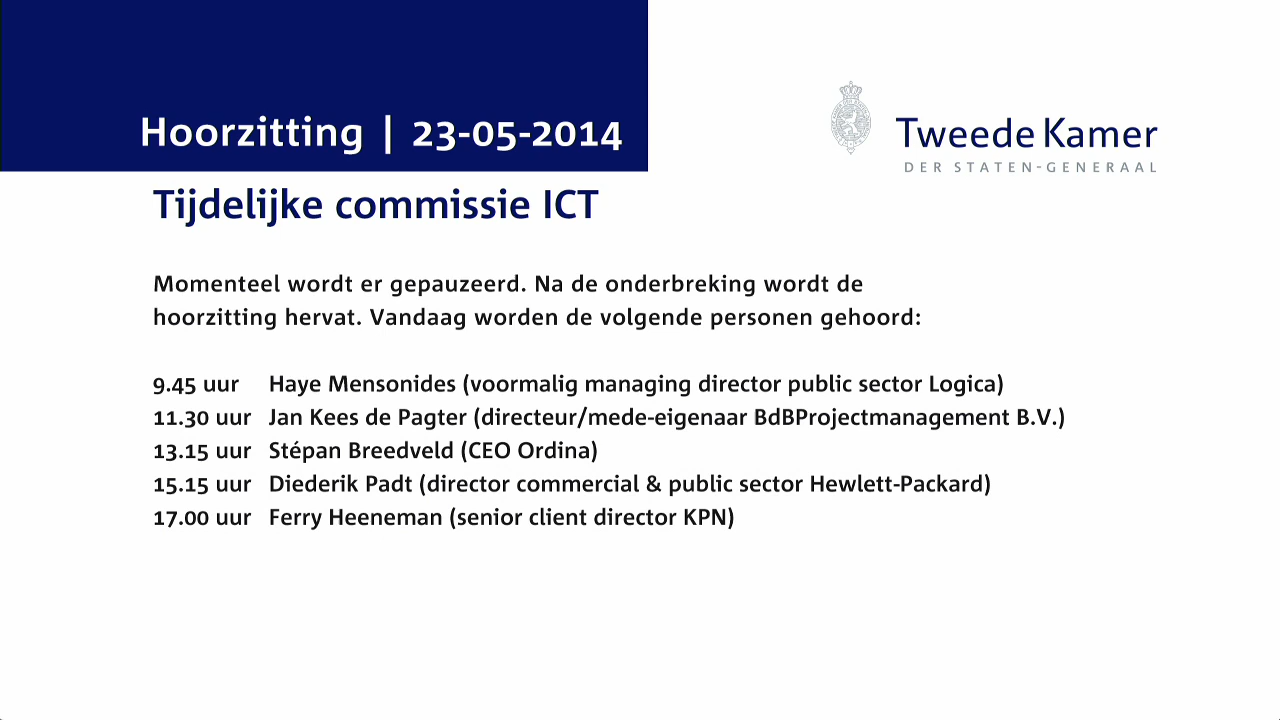 Hoorzitting | 23-05-2014
Tweede Kamer
DER STATEN-GENERAAL
Tijdelijke commissie ICT
Momenteel wordt er gepauzeerd. Na de onderbreking wordt de
hoorzitting hervat. Vandaag worden de volgende personen gehoord:
9.45 uur Haye Mensonides (voormalig managing director public sector Logica)
11.30 uur Jan Kees de Pagter (directeur/mede-eigenaar BdBProjectmanagement B.V.)
13.15 uur Stépan Breedveld (CEO Ordina)
15.15 uur Diederik Padt (director commercial & public sector Hewlett-Packard)
17.00 uur Ferry Heeneman (senior client director KPN)